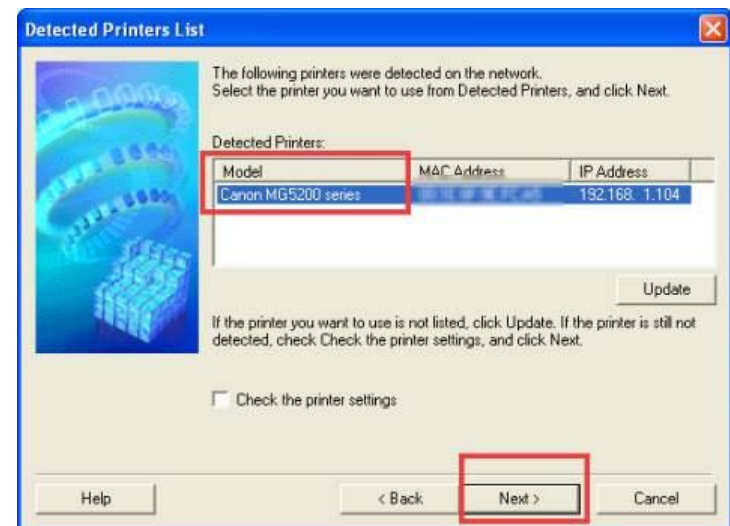 Detected Printers List
The following printers were detected on the network.
Select the printer you want to use from Detected Printers, and click Next.
Detected Printers:
Model MAC Address IP Address
Canon MG5200 series 192.168. 1.104
Update
If the printer you want to use is not listed, click Update. If the printer is still not
detected, check Check the printer settings, and click Next.
Check the printer settings
Help < Back Next > Cancel